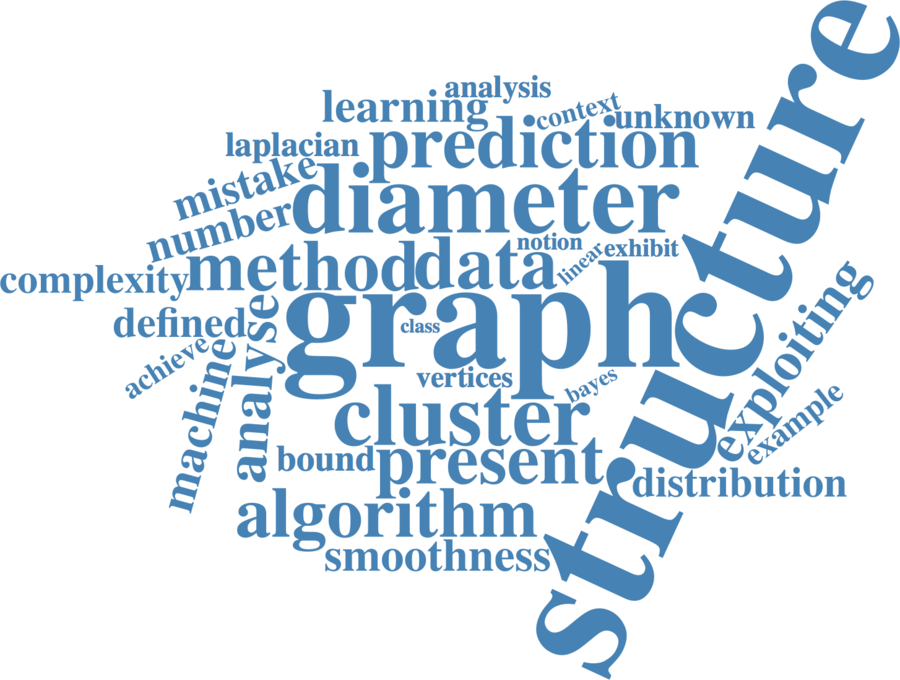 analysis
learning
context
unknown
laplacian
prediction
mistake
diameter
number
structure
notion
exhibit
linear
complexity
method
data
graph
class
defined
analyse
achieve
machine
vertices
bayes
exploiting
example
cluster
bound
present
distribution
algorithm
smoothness